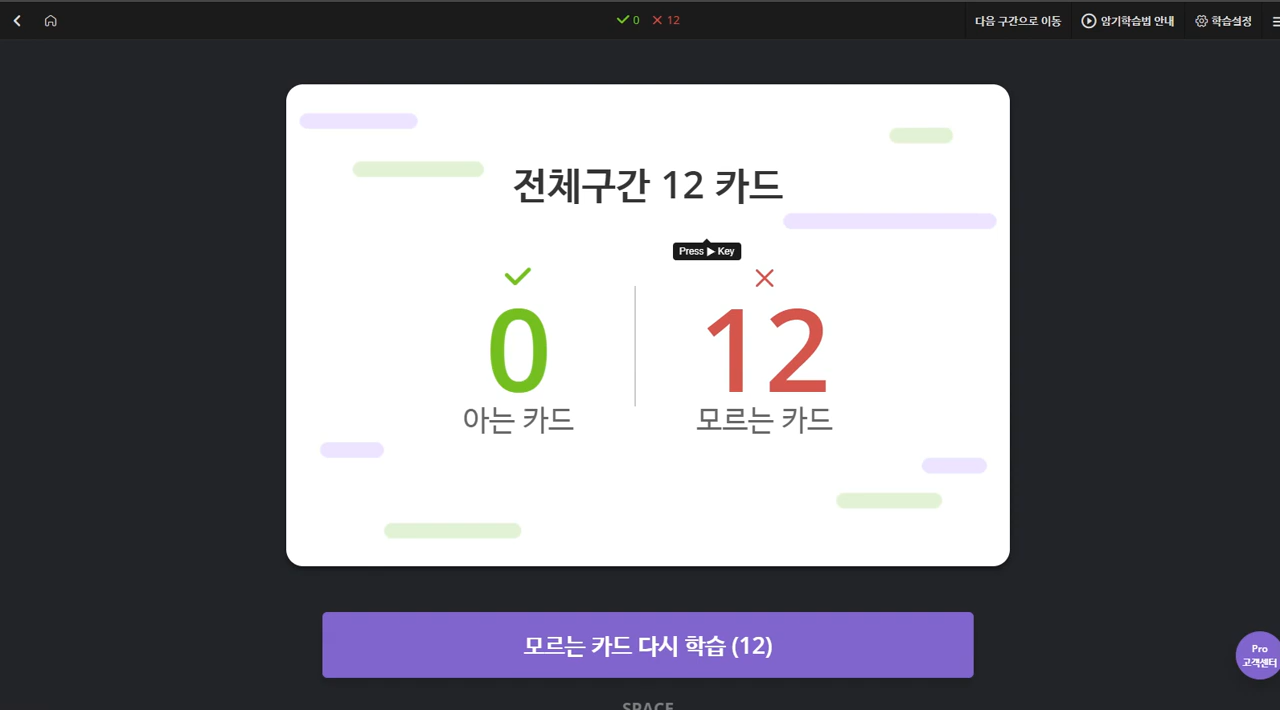 0 12 다음 구간으로 이동 암기학습법 안내 학습설정
전체구간 12 카드
Press ▶ Key
0 12
아는 카드 모르는 카드
모르는 카드 다시 학습 (12)
Pro
고객센터
SPACE